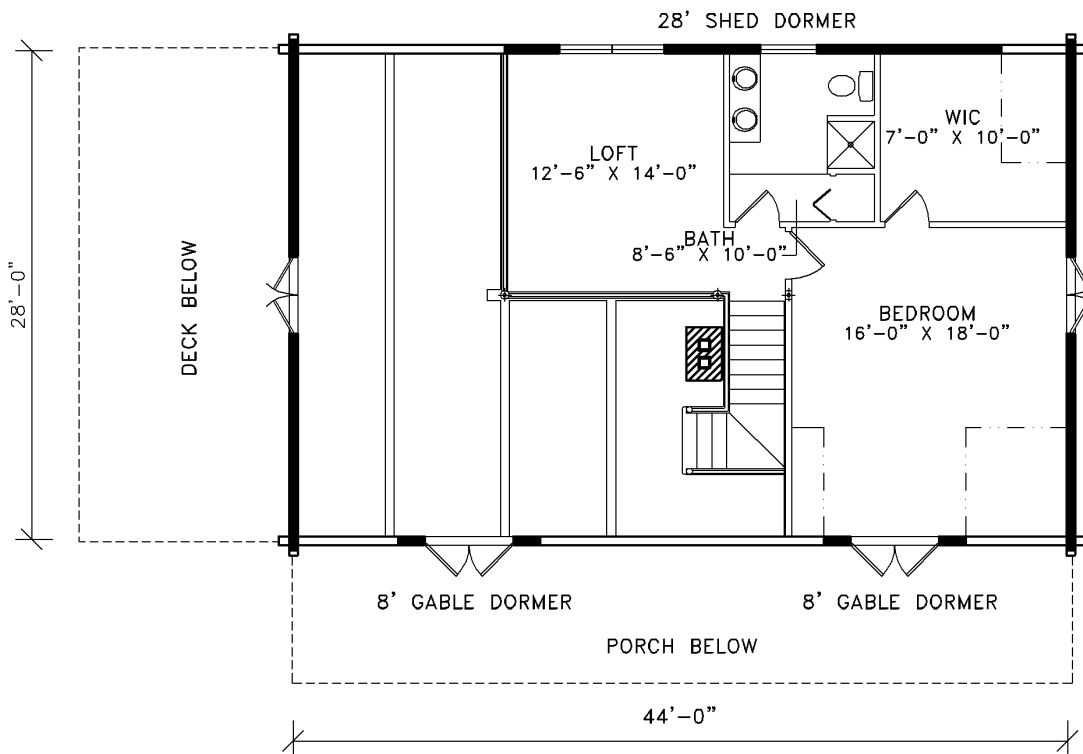 28' SHED DORMER
WIC
7'-0" X 10'-0"
LOFT
12'-6" X 14'-0"
BATH
8'-6" X 10'-0"
28'-0"
DECK BELOW
BEDROOM
16'-0" X 18'-0"
8' GABLE DORMER
8' GABLE DORMER
PORCH BELOW
44'-0"